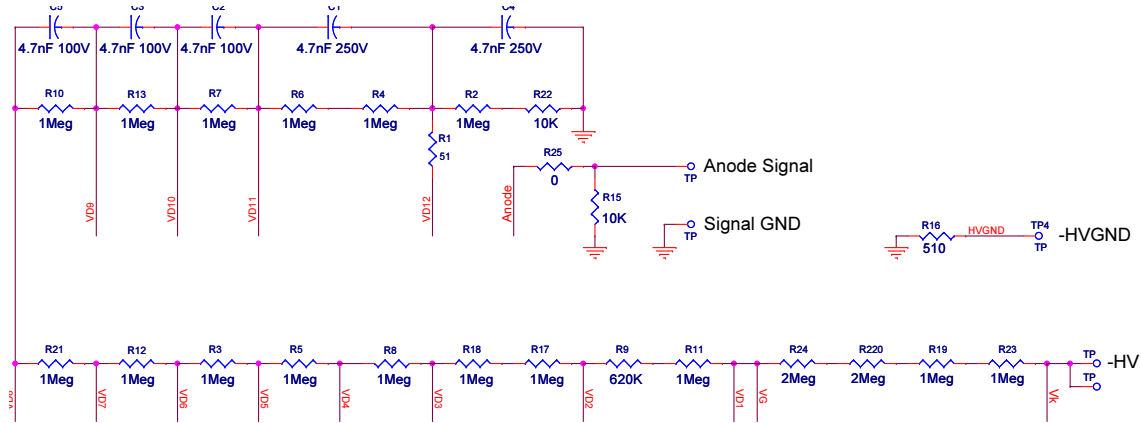 C5 C3 C2 C1 C4
4.7nF 100V 4.7nF 100V 4.7nF 100V 4.7nF 250V 4.7nF 250V
R10 R13 R7 R6 R4 R2 R22
1Meg 1Meg 1Meg 1Meg 1Meg 1Meg 10K
R1
51
R25
0
TP
Anode Signal
R15
10K
TP
Signal GND
VD9 VD10 VD11 VD12 Anode
R16
510
HVGND
TP4
TP
-HVGND
R21 R12 R3 R5 R8 R18 R17 R9 R11 R24 R220 R19 R23
1Meg 1Meg 1Meg 1Meg 1Meg 1Meg 1Meg 620K 1Meg 2Meg 2Meg 1Meg 1Meg
TP
-HV
TP
VD7 VD6 VD5 VD4 VD3 VD2 VD1 VG Vk